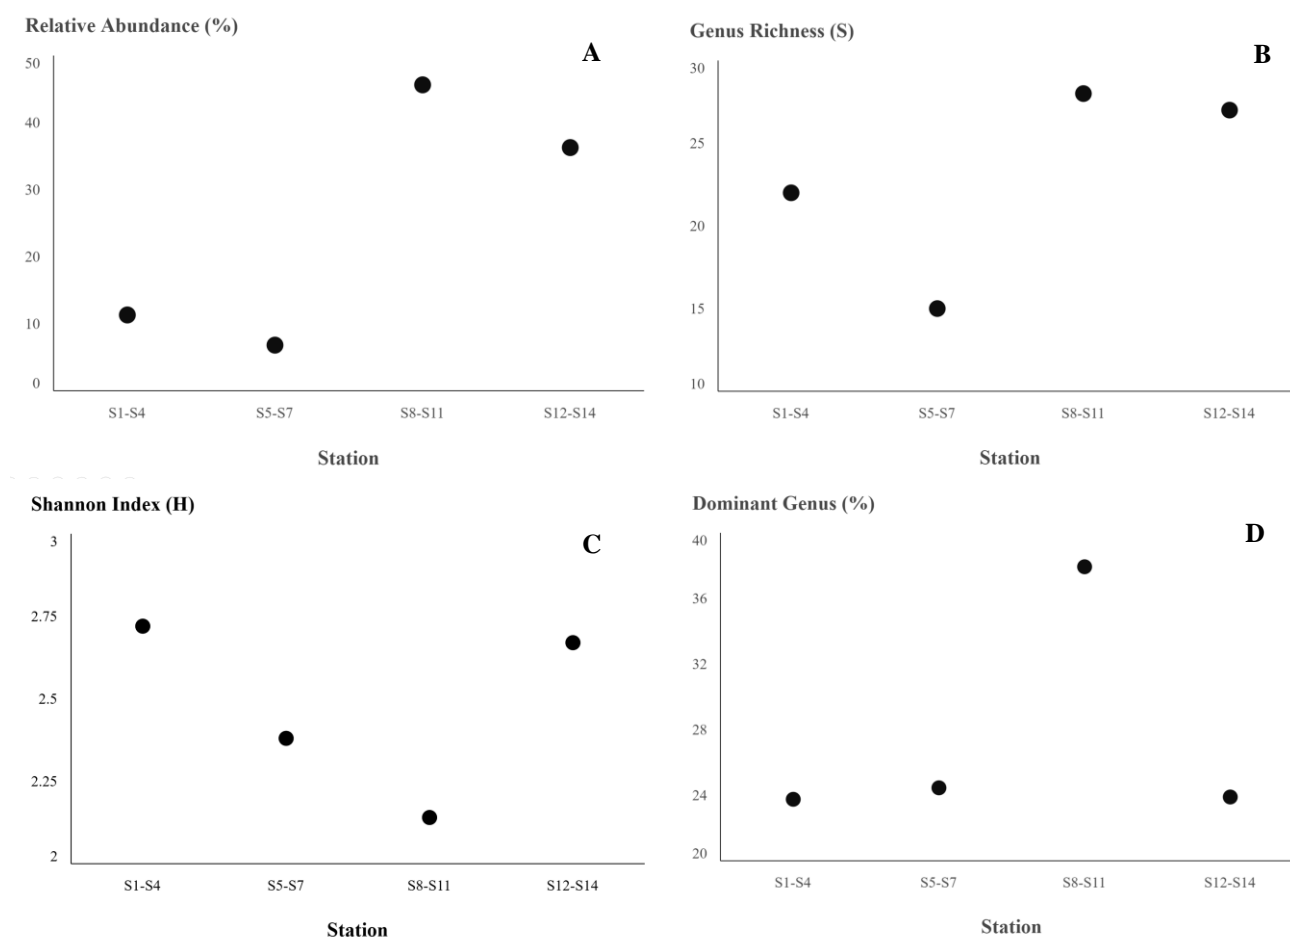 Relative Abundance (%)
A
50
40
30
20
10
0
S1-S4 S5-S7 S8-S11 S12-S14
Station
Genus Richness (S)
B
30
25
20
15
10
S1-S4 S5-S7 S8-S11 S12-S14
Station
Shannon Index (H)
C
3
2.75
2.5
2.25
2
S1-S4 S5-S7 S8-S11 S12-S14
Station
Dominant Genus (%)
D
40
36
32
28
24
20
S1-S4 S5-S7 S8-S11 S12-S14
Station